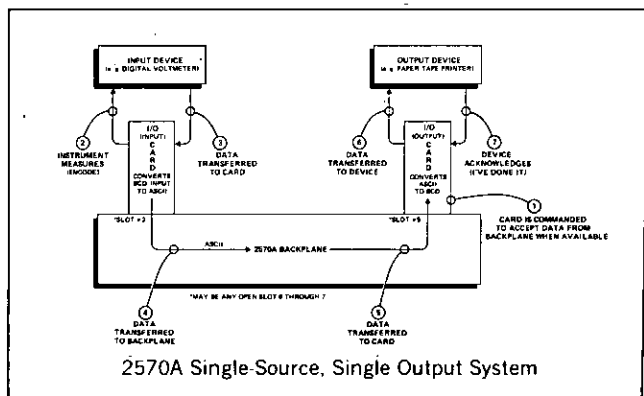 INPUT DEVICE
(e.g. DIGITAL VOLTMETER)
OUTPUT DEVICE
(e.g. PAPER TAPE PRINTER)
2
INSTRUMENT
MEASURES
(ENCODE)
I/O
(INPUT)
CARD
CONVERTS
BCD INPUT
TO ASCII
3
DATA
TRANSFERRED
TO CARD
6
DATA
TRANSFERRED
TO DEVICE
I/O
(OUTPUT)
CARD
CONVERTS
ASCII
TO BCD
7
DEVICE
ACKNOWLEDGES
(I'VE DONE IT)
1
CARD IS COMMANDED
TO ACCEPT DATA FROM
BACKPLANE WHEN AVAILABLE
*SLOT
*SLOT
ASCII
2570A BACKPLANE
*MAY BE ANY OPEN SLOT 0 THROUGH 7
4
DATA
TRANSFERRED
TO BACKPLANE
5
DATA
TRANSFERRED
TO CARD
2570A Single-Source, Single Output System